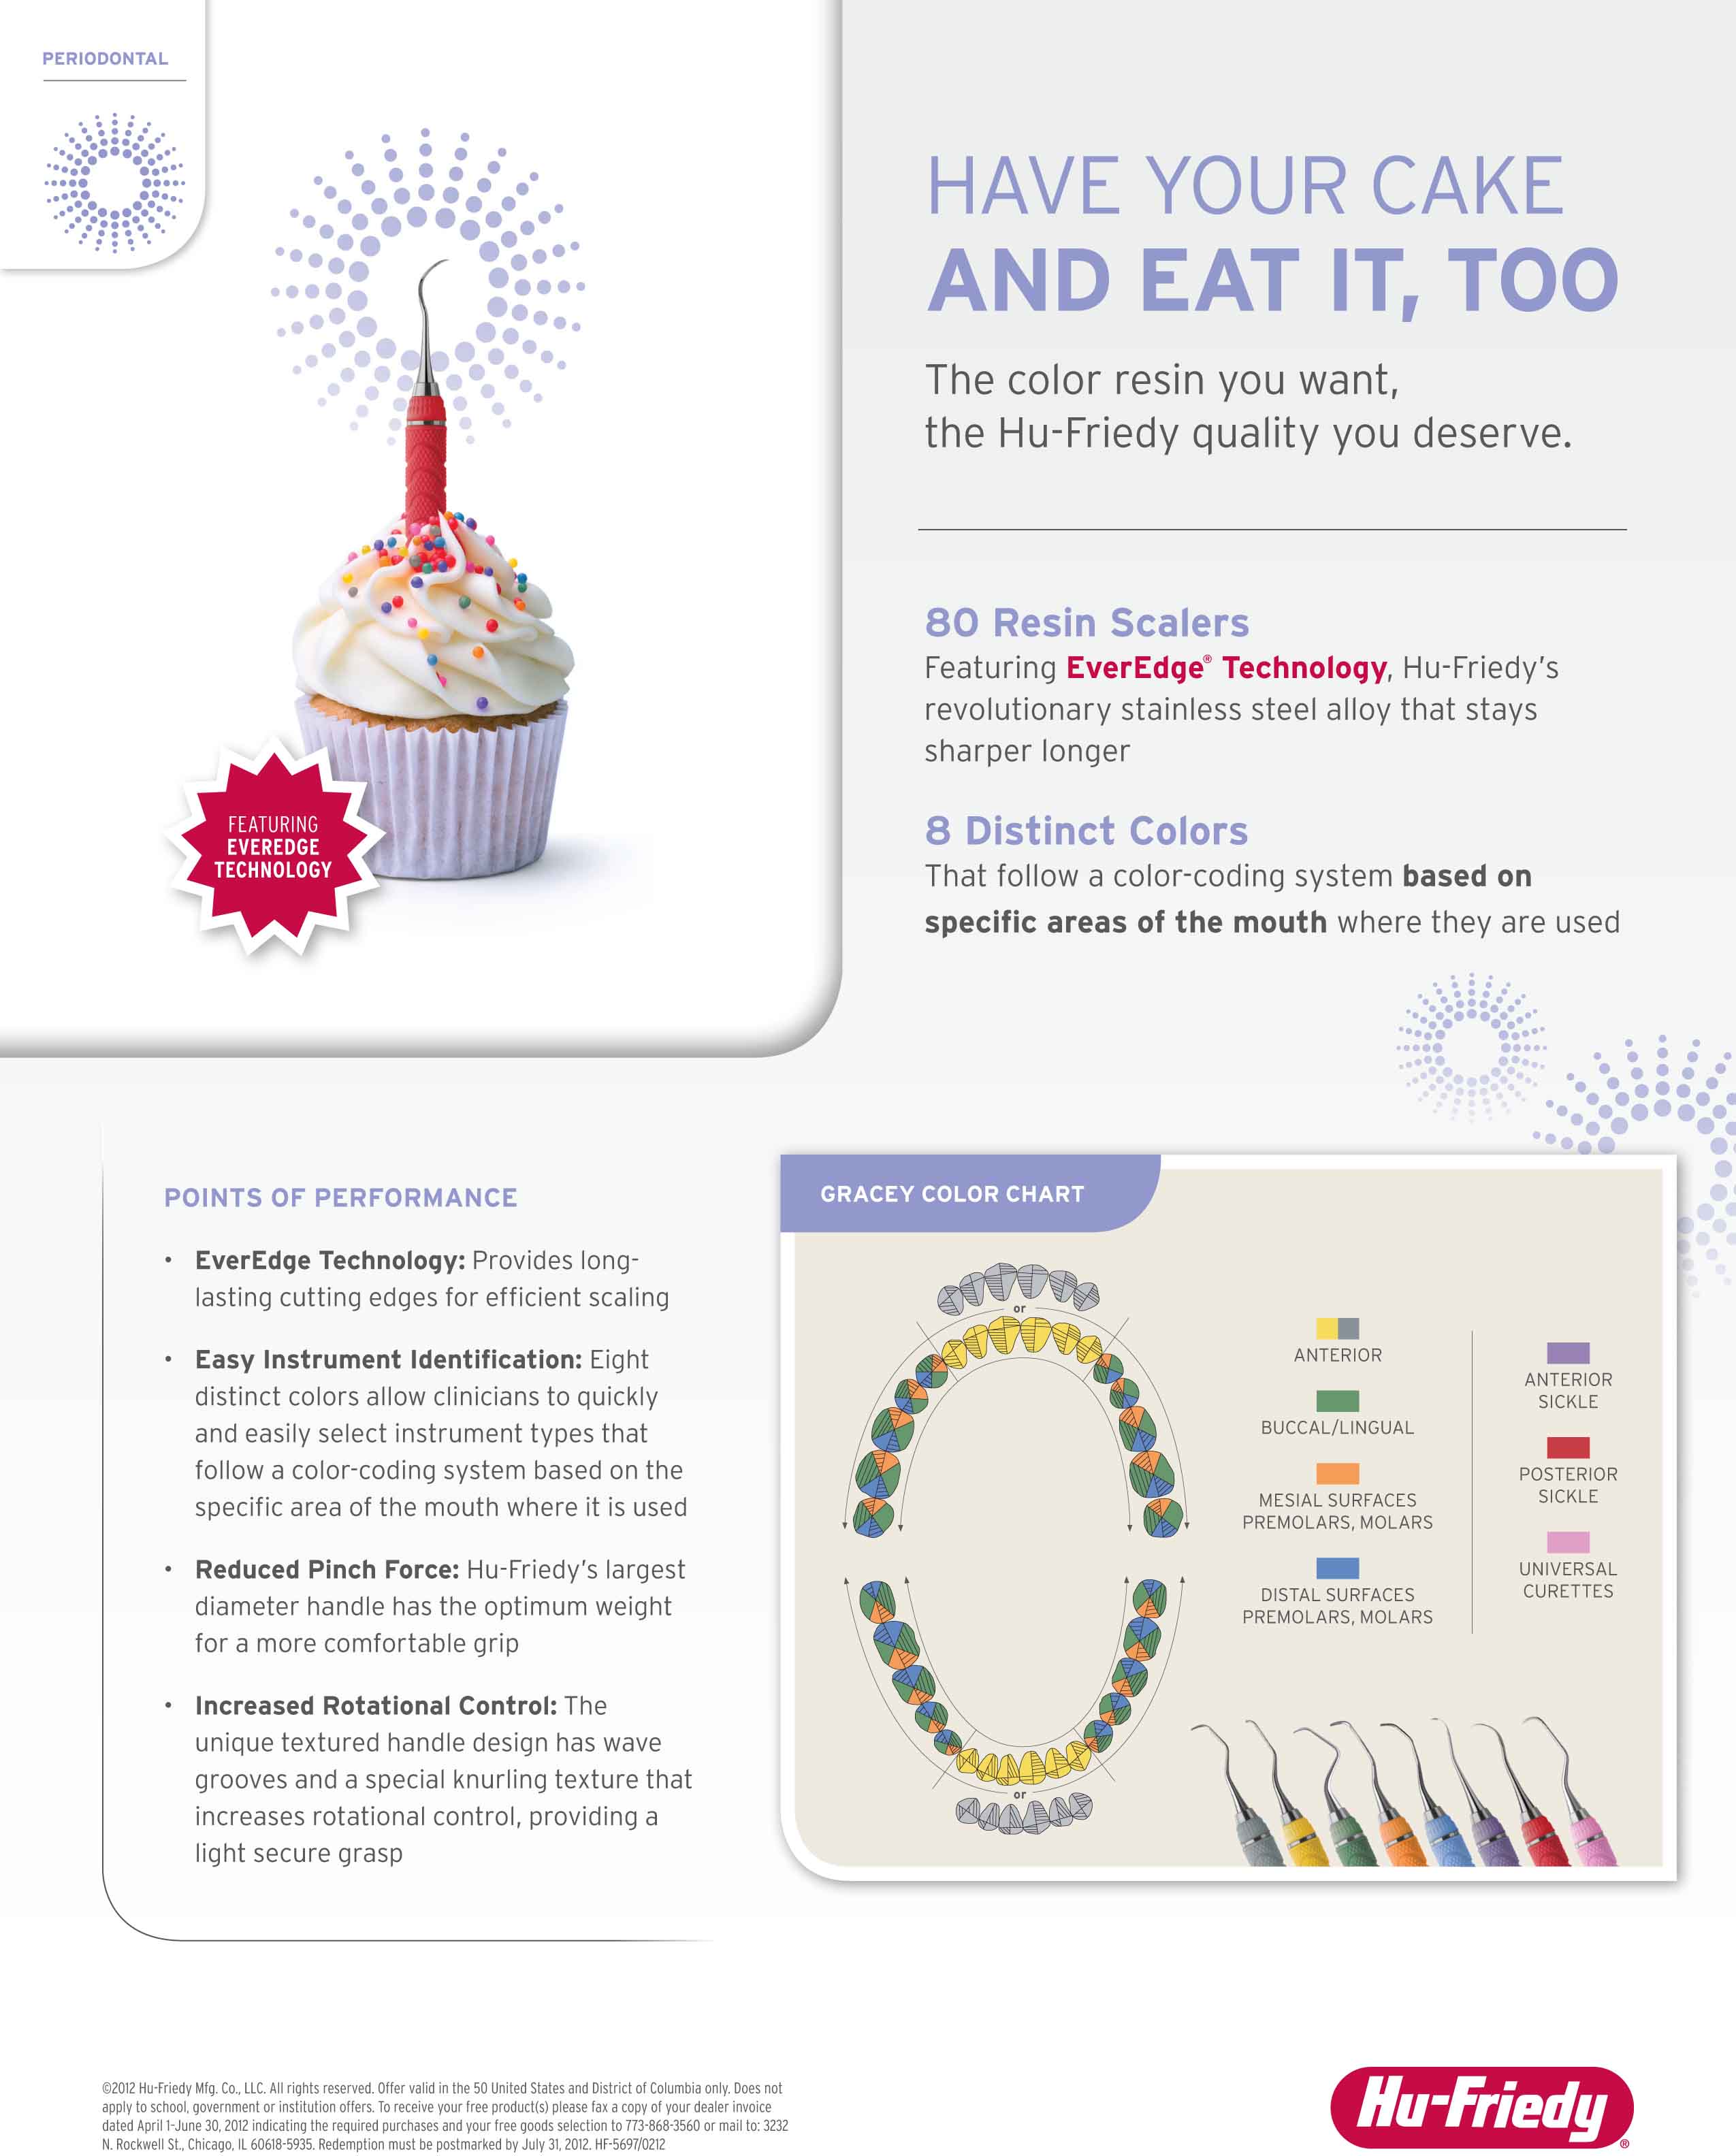 PERIODONTAL
HAVE YOUR CAKE
AND EAT IT, TOO
The color resin you want,
the Hu-Friedy quality you deserve.
80 Resin Scalers
Featuring EverEdge® Technology, Hu-Friedy’s
revolutionary stainless steel alloy that stays
sharper longer
8 Distinct Colors
That follow a color-coding system based on
specific areas of the mouth where they are used
FEATURING
EVEREDGE
TECHNOLOGY
POINTS OF PERFORMANCE
• EverEdge Technology: Provides long-
lasting cutting edges for efficient scaling
• Easy Instrument Identification: Eight
distinct colors allow clinicians to quickly
and easily select instrument types that
follow a color-coding system based on the
specific area of the mouth where it is used
• Reduced Pinch Force: Hu-Friedy’s largest
diameter handle has the optimum weight
for a more comfortable grip
• Increased Rotational Control: The
unique textured handle design has wave
grooves and a special knurling texture that
increases rotational control, providing a
light secure grasp
GRACEY COLOR CHART
or
or
ANTERIOR
BUCCAL/LINGUAL
MESIAL SURFACES
PREMOLARS, MOLARS
DISTAL SURFACES
PREMOLARS, MOLARS
ANTERIOR
SICKLE
POSTERIOR
SICKLE
UNIVERSAL
CURETTES
©2012 Hu-Friedy Mfg. Co., LLC. All rights reserved. Offer valid in the 50 United States and District of Columbia only. Does not
apply to school, government or institution offers. To receive your free product(s) please fax a copy of your dealer invoice
dated April 1-June 30, 2012 indicating the required purchases and your free goods selection to 773-868-3560 or mail to: 3232
N. Rockwell St., Chicago, IL 60618-5935. Redemption must be postmarked by July 31, 2012. HF-5697/0212
Hu-Friedy®